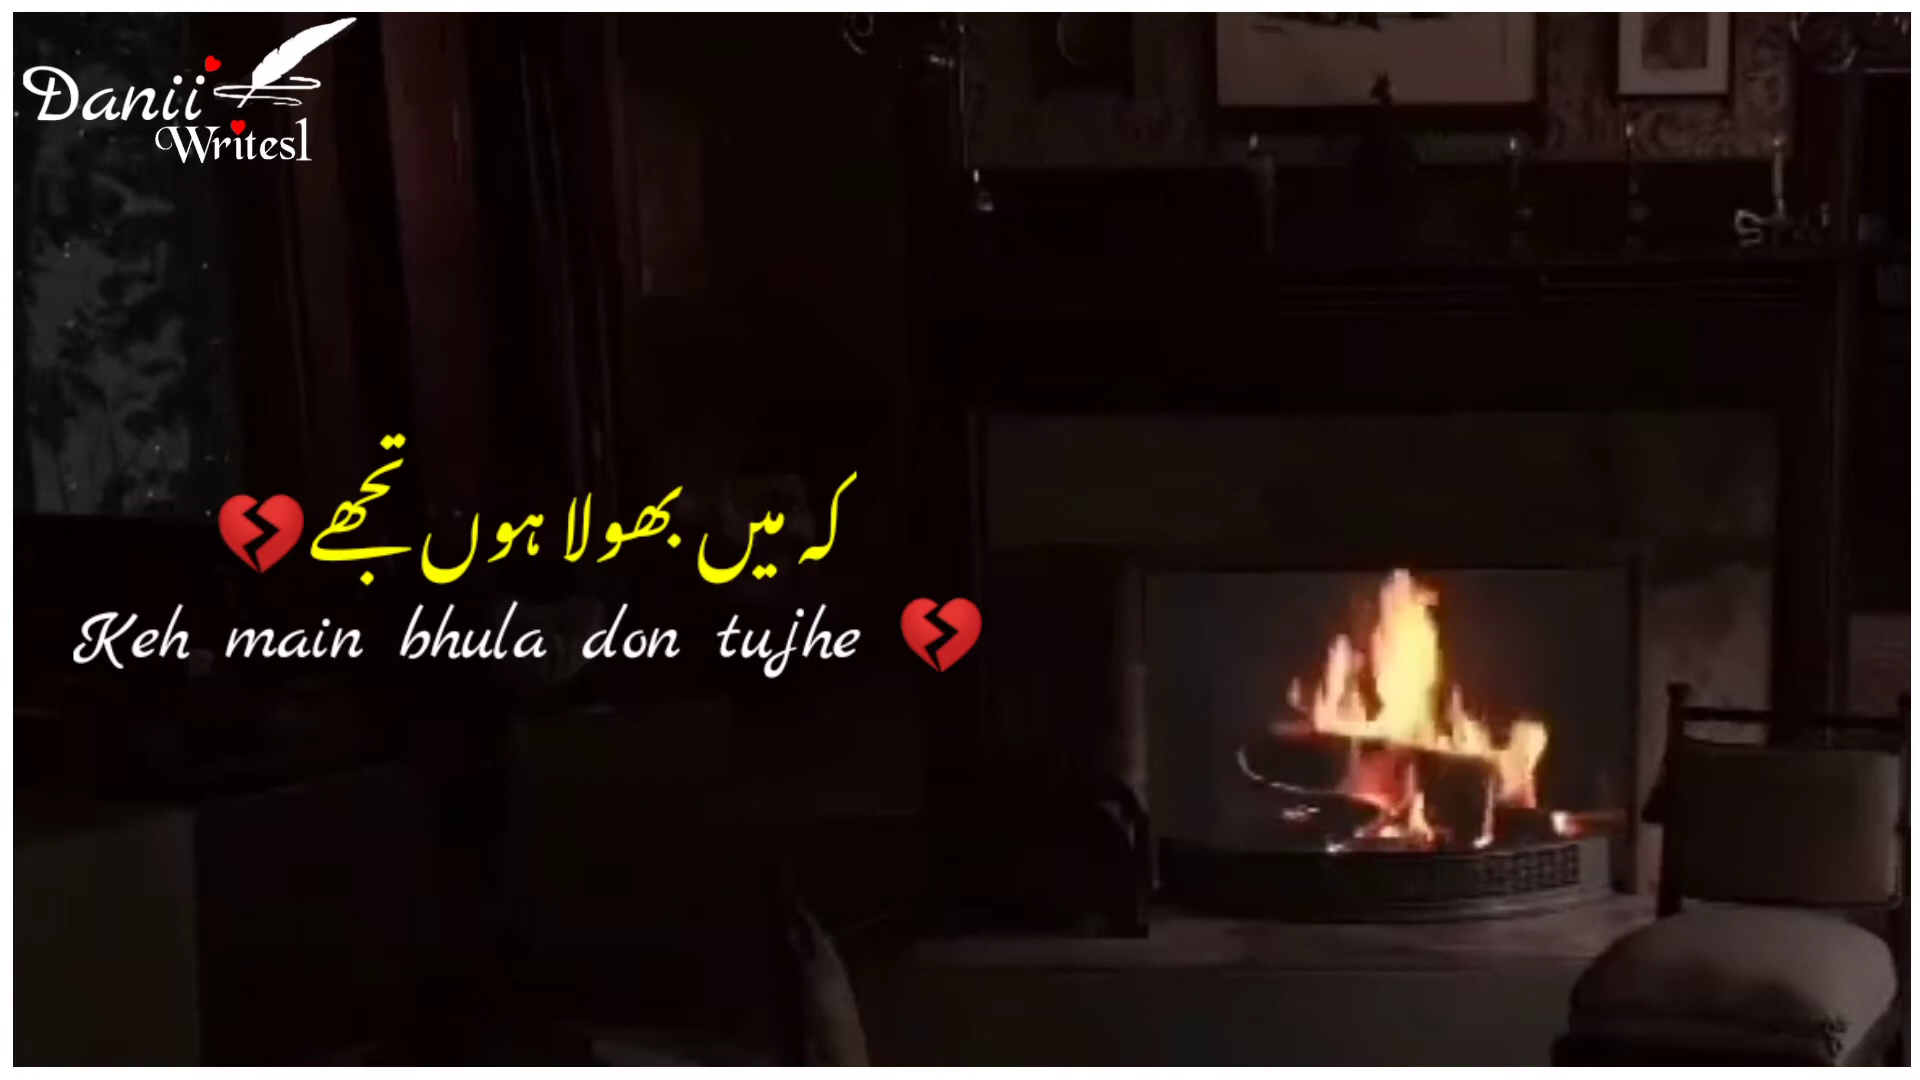 Danii
Writes1
کہ میں بھولا ہوں تجھے💔
Keh main bhula don tujhe 💔